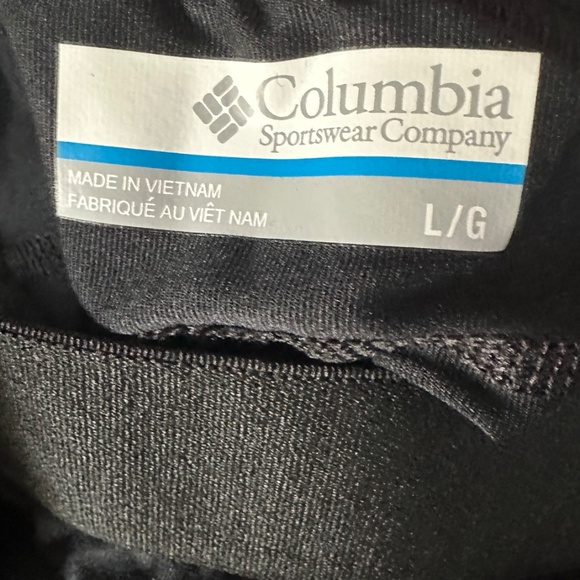 Columbia
Sportswear Company
MADE IN VIETNAM
FABRIQUÉ AU VIÊT NAM
L/G